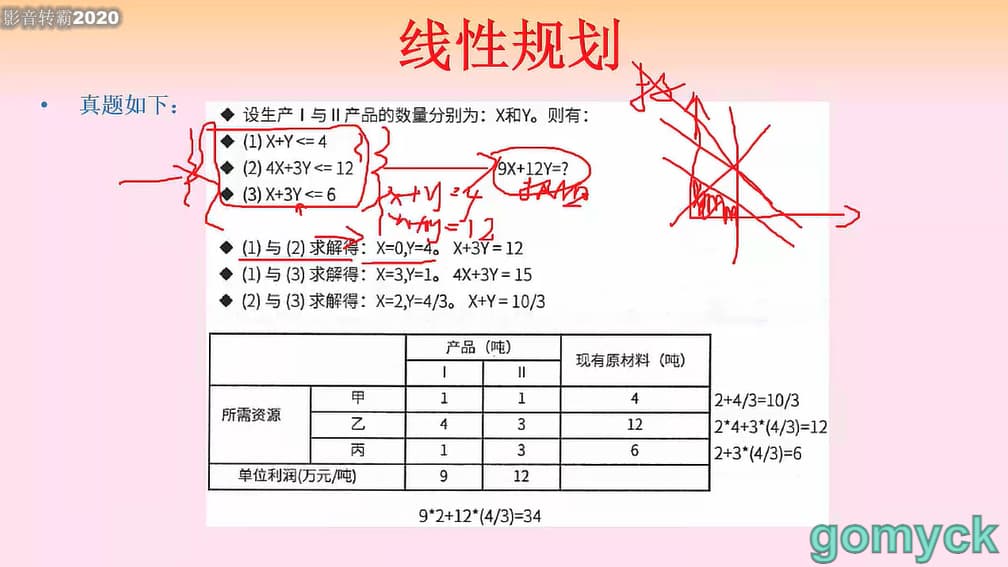 影音转霸2020
线性规划
• 真题如下：
◆ 设生产 I 与 II 产品的数量分别为：X和Y。则有：
◆ (1) X+Y <= 4
◆ (2) 4X+3Y <= 12
9X+12Y=?
◆ (3) X+3Y <= 6
x+y=4
=12
◆ (1) 与 (2) 求解得：X=0,Y=4。 X+3Y = 12
◆ (1) 与 (3) 求解得：X=3,Y=1。 4X+3Y = 15
◆ (2) 与 (3) 求解得：X=2,Y=4/3。 X+Y = 10/3
产品（吨） 现有原材料（吨）
I II
所需资源 甲 1 1 4 2+4/3=10/3
乙 4 3 12 2*4+3*(4/3)=12
丙 1 3 6 2+3*(4/3)=6
单位利润(万元/吨) 9 12
9*2+12*(4/3)=34
gomyck